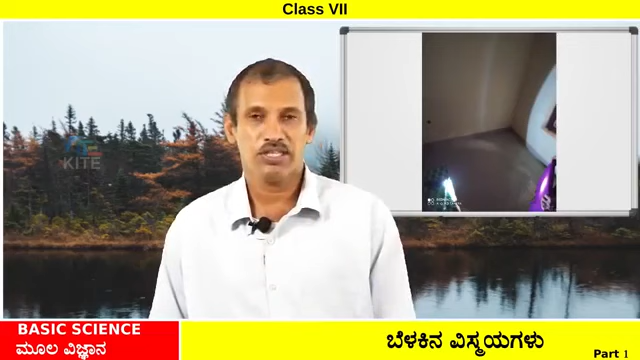 Class VII
KITE
BASIC SCIENCE
ಮೂಲ ವಿಜ್ಞಾನ
ಬೆಳಕಿನ ವಿಸ್ಮಯಗಳು
Part 1